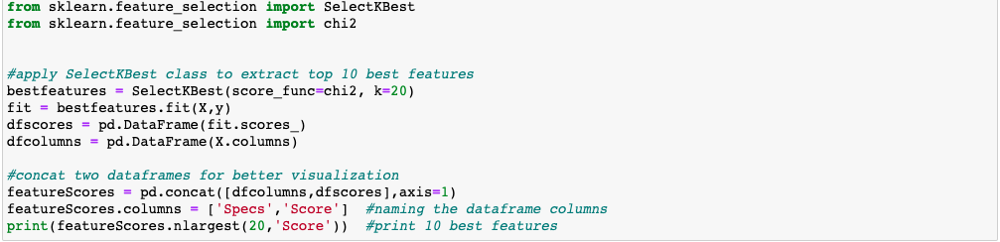 from sklearn.feature_selection import SelectKBest
from sklearn.feature_selection import chi2
#apply SelectKBest class to extract top 10 best features
bestfeatures = SelectKBest(score_func=chi2, k=20)
fit = bestfeatures.fit(X,y)
dfscores = pd.DataFrame(fit.scores_)
dfcolumns = pd.DataFrame(X.columns)
#concat two dataframes for better visualization
featureScores = pd.concat([dfcolumns,dfscores],axis=1)
featureScores.columns = ['Specs','Score']  #naming the dataframe columns
print(featureScores.nlargest(20,'Score'))  #print 10 best features